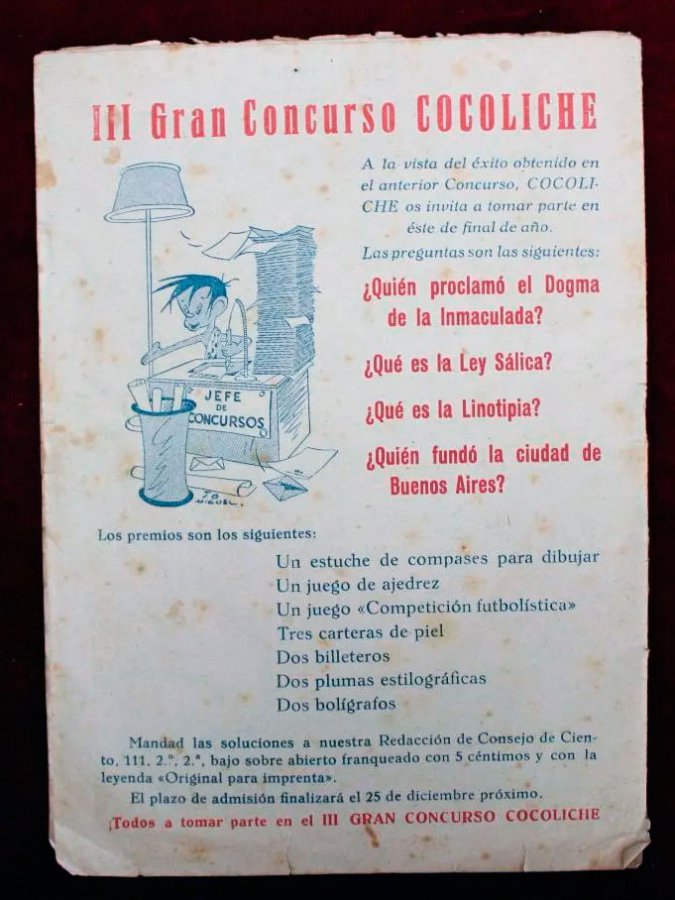 III Gran Concurso COCOLICHE
A la vista del éxito obtenido en
el anterior Concurso, COCOLI-
CHE os invita a tomar parte en
éste de final de año.
Las preguntas son las siguientes:
¿Quién proclamó el Dogma
de la Inmaculada?
¿Qué es la Ley Sálica?
¿Qué es la Linotipia?
¿Quién fundó la ciudad de
Buenos Aires?
JEFE
DE
CONCURSOS
J.B.
MIGUEL.
Los premios son los siguientes:
Un estuche de compases para dibujar
Un juego de ajedrez
Un juego «Competición futbolística»
Tres carteras de piel
Dos billeteros
Dos plumas estilográficas
Dos bolígrafos
Mandad las soluciones a nuestra Redacción de Consejo de Cien-
to, 111, 2.º, 2.ª, bajo sobre abierto franqueado con 5 céntimos y con la
leyenda «Original para imprenta».
El plazo de admisión finalizará el 25 de diciembre próximo.
¡Todos a tomar parte en el III GRAN CONCURSO COCOLICHE